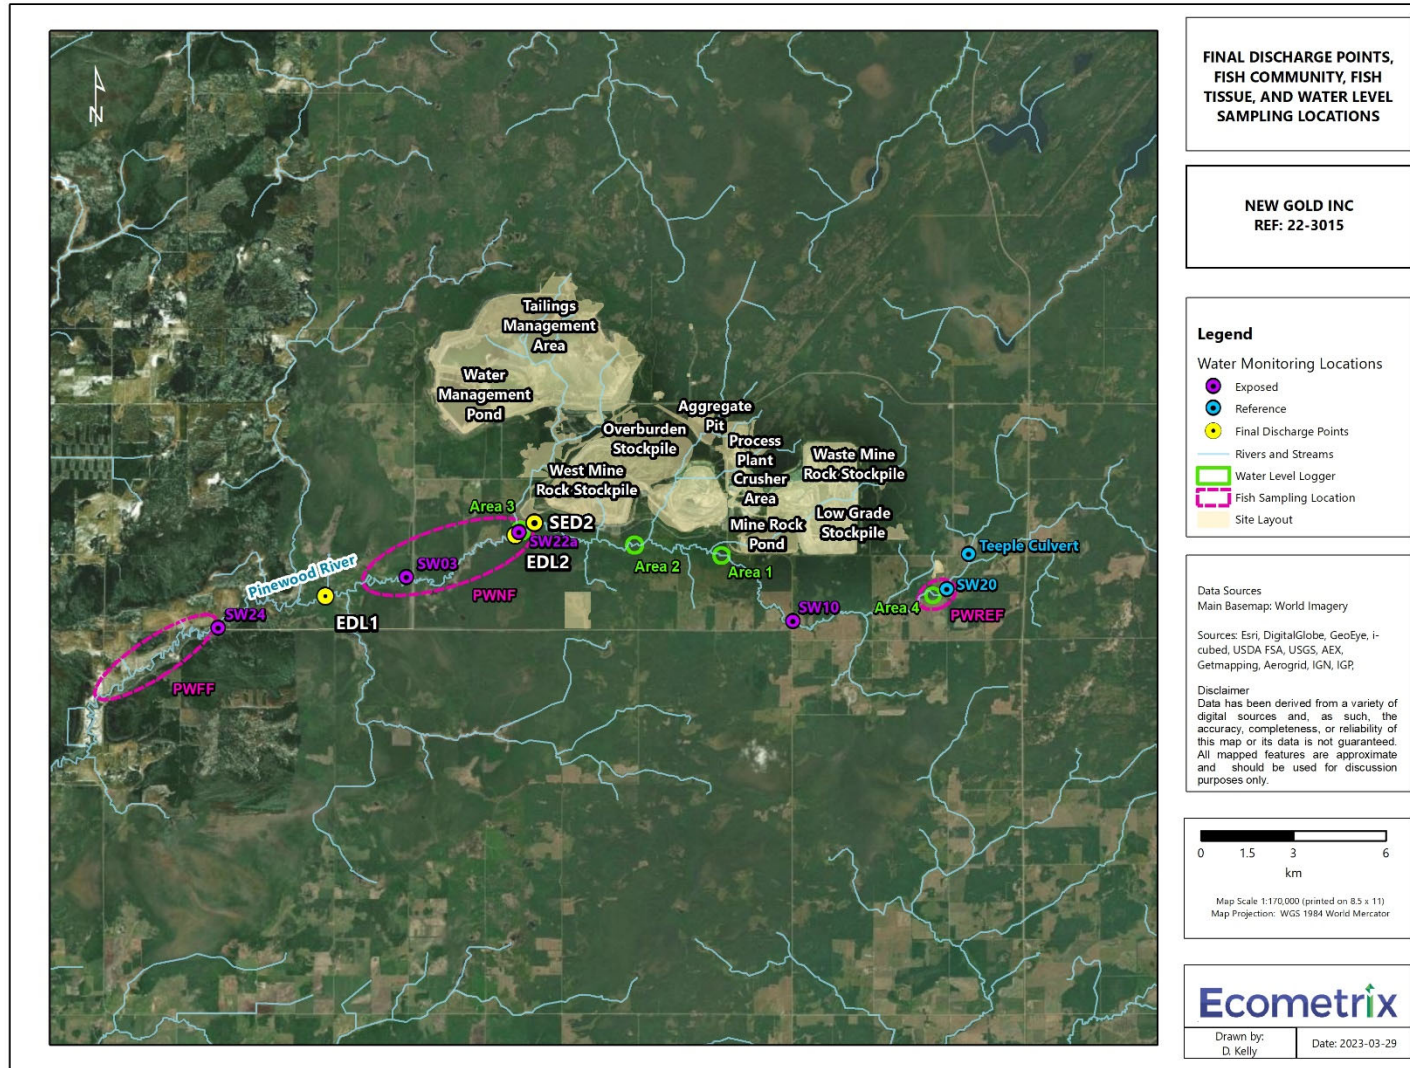 N
Tailings
Management
Area
Water
Management
Pond
Aggregate
Pit
Overburden
Stockpile
Process
Plant
Crusher
Area
Waste Mine
Rock Stockpile
West Mine
Rock Stockpile
Low Grade
Stockpile
Mine Rock
Pond
Area 3
SED2
SW22a
EDL2
Area 2
Area 1
Teeple Culvert
SW20
Area 4
PWREF
SW10
SW03
PWNF
Pinewood River
EDL1
SW24
PWFF
FINAL DISCHARGE POINTS,
FISH COMMUNITY, FISH
TISSUE, AND WATER LEVEL
SAMPLING LOCATIONS
NEW GOLD INC
REF: 22-3015
Legend
Water Monitoring Locations
Exposed
Reference
Final Discharge Points
Rivers and Streams
Water Level Logger
Fish Sampling Location
Site Layout
Data Sources
Main Basemap: World Imagery
Sources: Esri, DigitalGlobe, GeoEye, i-
cubed, USDA FSA, USGS, AEX,
Getmapping, Aerogrid, IGN, IGP,
Disclaimer
Data has been derived from a variety of
digital sources and, as such, the
accuracy, completeness, or reliability of
this map or its data is not guaranteed.
All mapped features are approximate
and should be used for discussion
purposes only.
0 1.5 3 6
km
Map Scale 1:170,000 (printed on 8.5 x 11)
Map Projection: WGS 1984 World Mercator
Ecometrix
Drawn by:
D. Kelly
Date: 2023-03-29